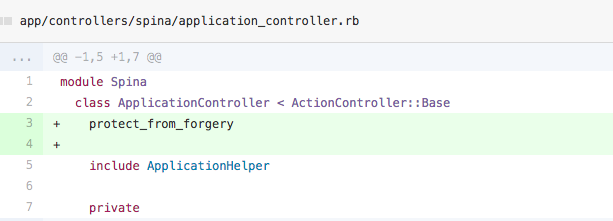 app/controllers/spina/application_controller.rb
... @@ -1,5 +1,7 @@
1 module Spina
2 class ApplicationController < ActionController::Base
3 + protect_from_forgery
4 +
5 include ApplicationHelper
6
7 private